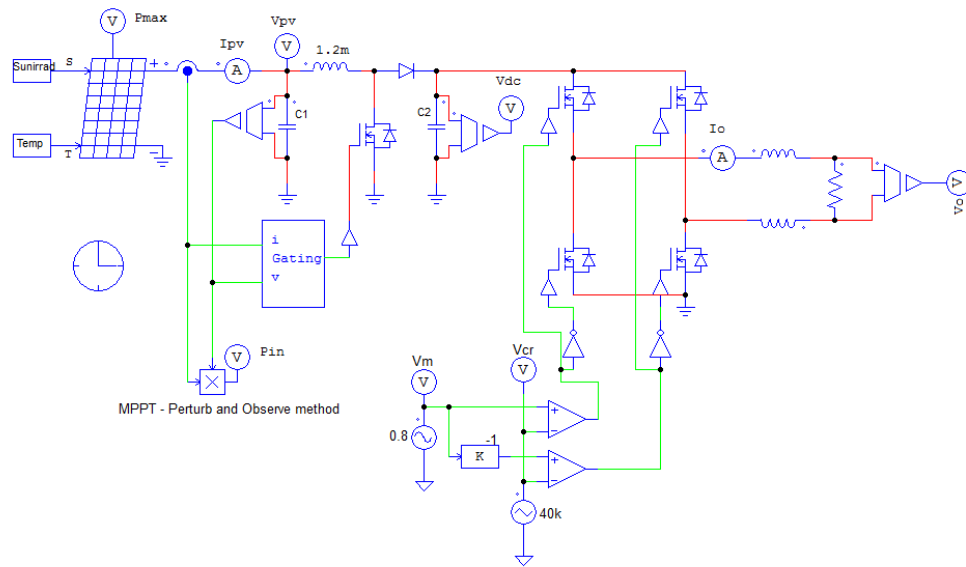 Pmax
V
Vpv
Ipv
V
1.2m
Sunirrad
S
+
A
Vdc
V
C1
C2
Temp
T
Io
A
V
Vo
i
Gating
v
V
Pin
Vm
V
Vcr
V
MPPT - Perturb and Observe method
0.8
-1
K
40k